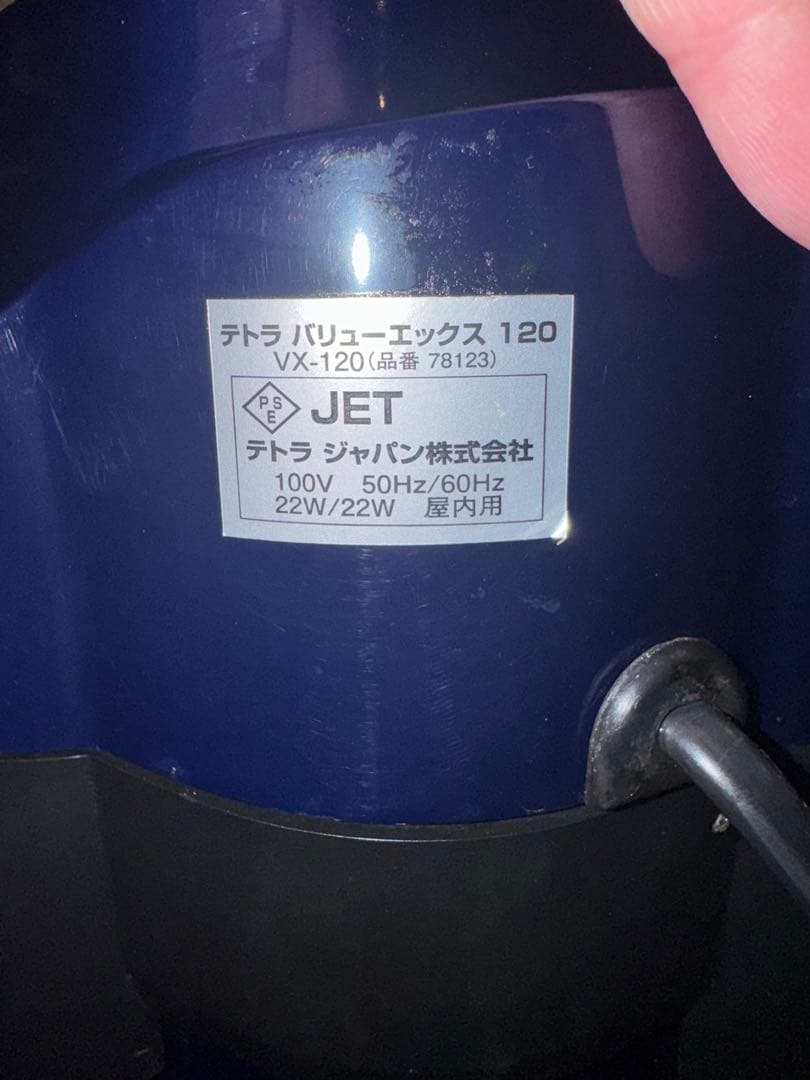 テトラ バリューエックス 120
VX-120(品番 78123)
PSE JET
テトラ ジャパン株式会社
100V 50Hz/60Hz
22W/22W 屋内用